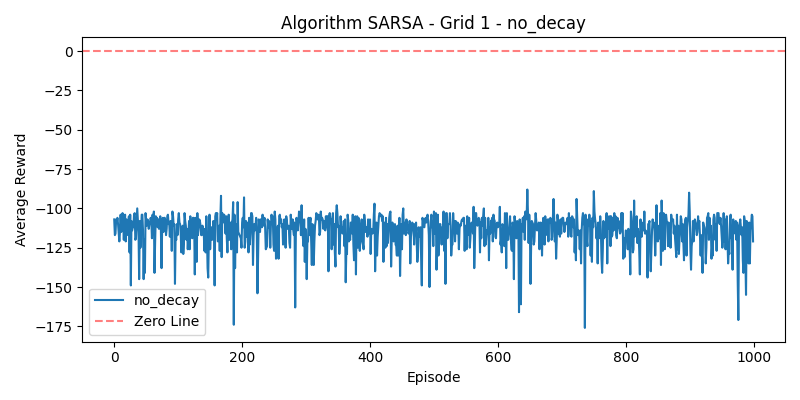 Algorithm SARSA - Grid 1 - no_decay
Average Reward
0
−25
−50
−75
−100
−125
−150
−175
no_decay
Zero Line
0
200
400
600
800
1000
Episode